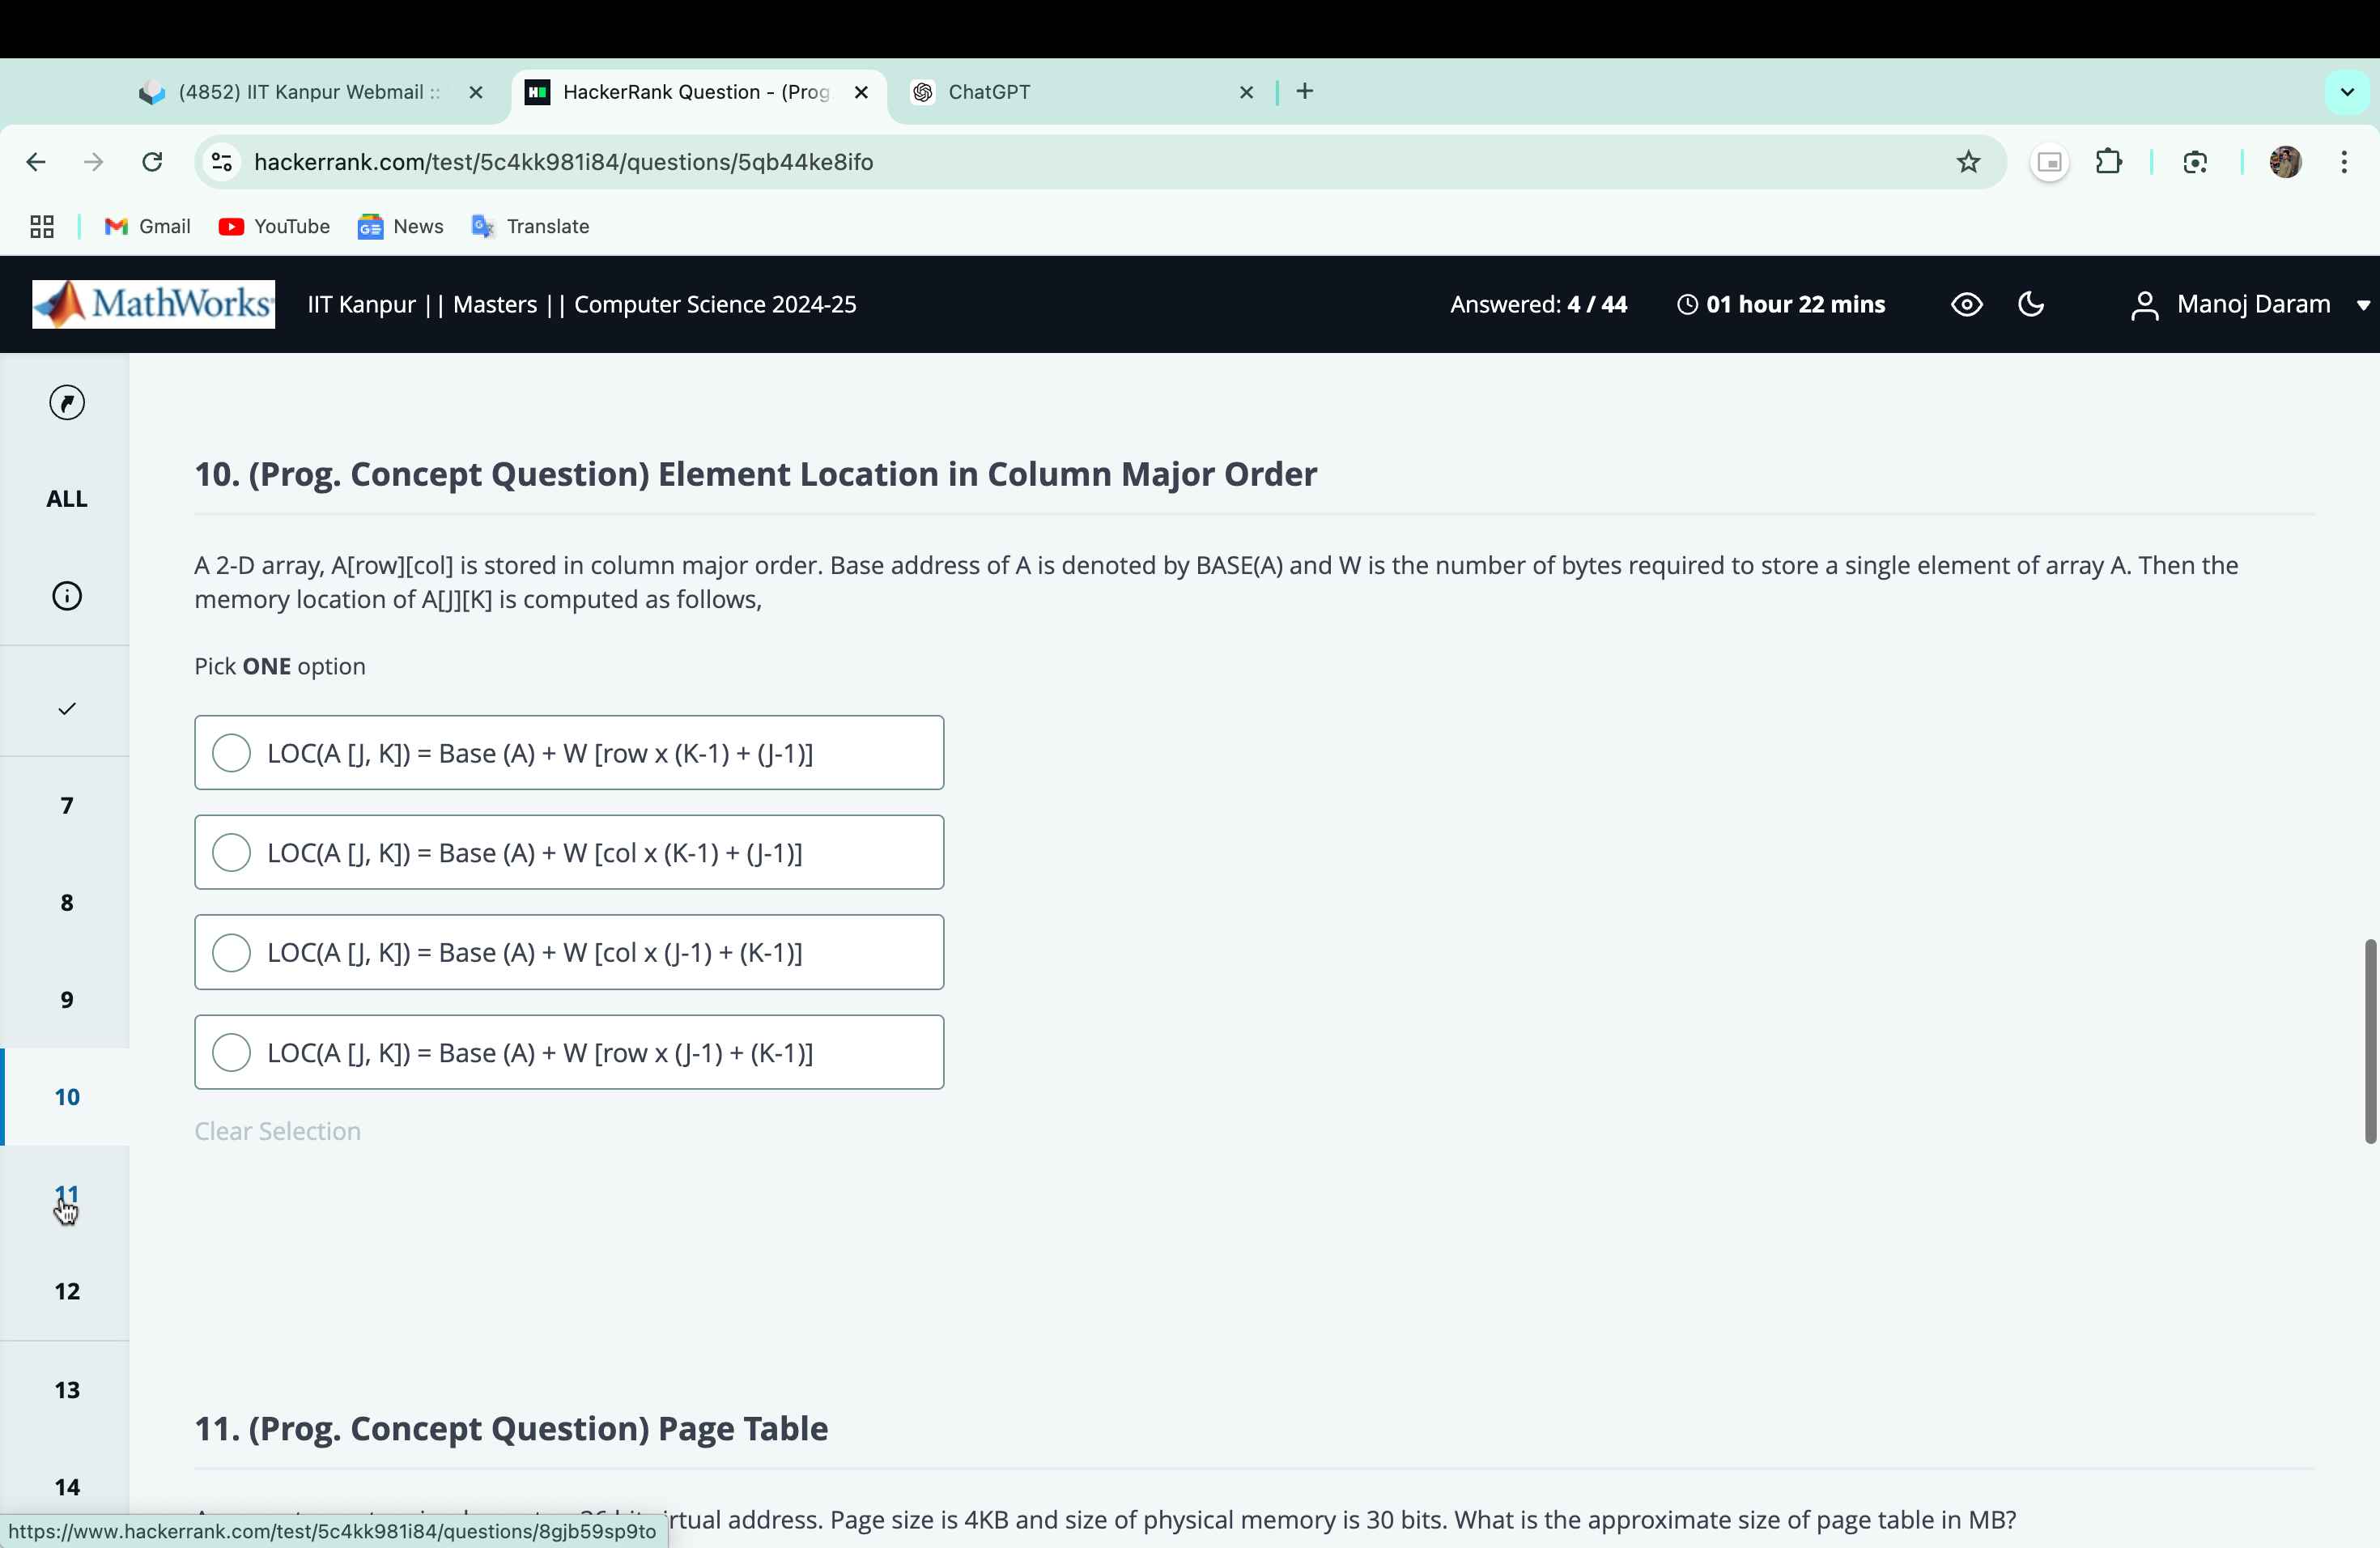 (4852) IIT Kanpur Webmail ::
HackerRank Question - (Prog.
ChatGPT
hackerrank.com/test/5c4kk981i84/questions/5qb44ke8ifo
Gmail
YouTube
News
Translate
MathWorks
IIT Kanpur || Masters || Computer Science 2024-25
Answered: 4 / 44
01 hour 22 mins
Manoj Daram
ALL
7
8
9
10
11
12
13
14
10. (Prog. Concept Question) Element Location in Column Major Order
A 2-D array, A[row][col] is stored in column major order. Base address of A is denoted by BASE(A) and W is the number of bytes required to store a single element of array A. Then the
memory location of A[J][K] is computed as follows,
Pick ONE option
LOC(A [J, K]) = Base (A) + W [row x (K-1) + (J-1)]
LOC(A [J, K]) = Base (A) + W [col x (K-1) + (J-1)]
LOC(A [J, K]) = Base (A) + W [col x (J-1) + (K-1)]
LOC(A [J, K]) = Base (A) + W [row x (J-1) + (K-1)]
Clear Selection
11. (Prog. Concept Question) Page Table
address. Page size is 4KB and size of physical memory is 30 bits. What is the approximate size of page table in MB?
https://www.hackerrank.com/test/5c4kk981i84/questions/8gjb59sp9to